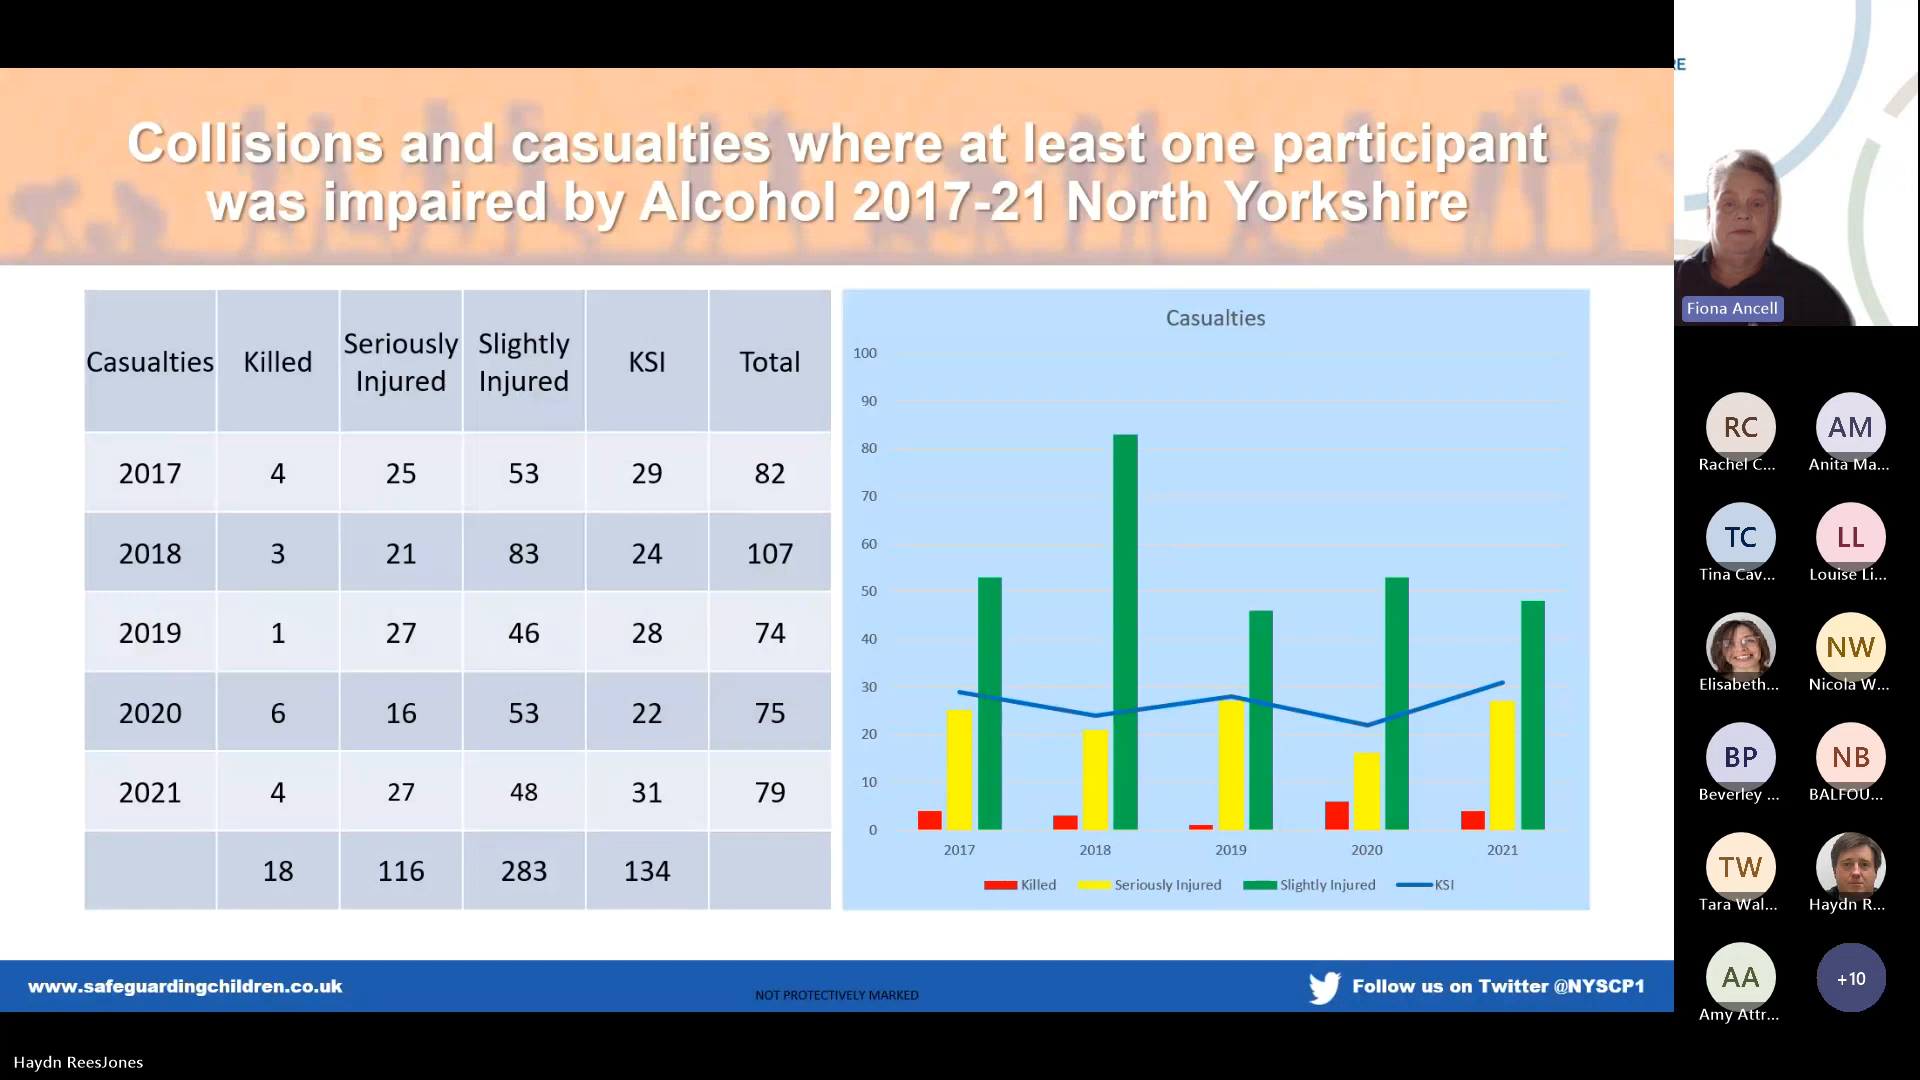 Collisions and casualties where at least one participant
was impaired by Alcohol 2017-21 North Yorkshire
Casualties Killed Seriously Injured Slightly Injured KSI Total
2017 4 25 53 29 82
2018 3 21 83 24 107
2019 1 27 46 28 74
2020 6 16 53 22 75
2021 4 27 48 31 79
18 116 283 134
Casualties
100
90
80
70
60
50
40
30
20
10
0
2017 2018 2019 2020 2021
Killed Seriously Injured Slightly Injured KSI
www.safeguardingchildren.co.uk
NOT PROTECTIVELY MARKED
Follow us on Twitter @NYSCP1
Haydn ReesJones
RE
Fiona Ancell
RC AM
Rachel C... Anita Ma...
TC LL
Tina Cav... Louise Li...
NW
Elisabeth... Nicola W...
BP NB
Beverley ... BALFOU...
TW
Tara Wal... Haydn R...
AA +10
Amy Attr...